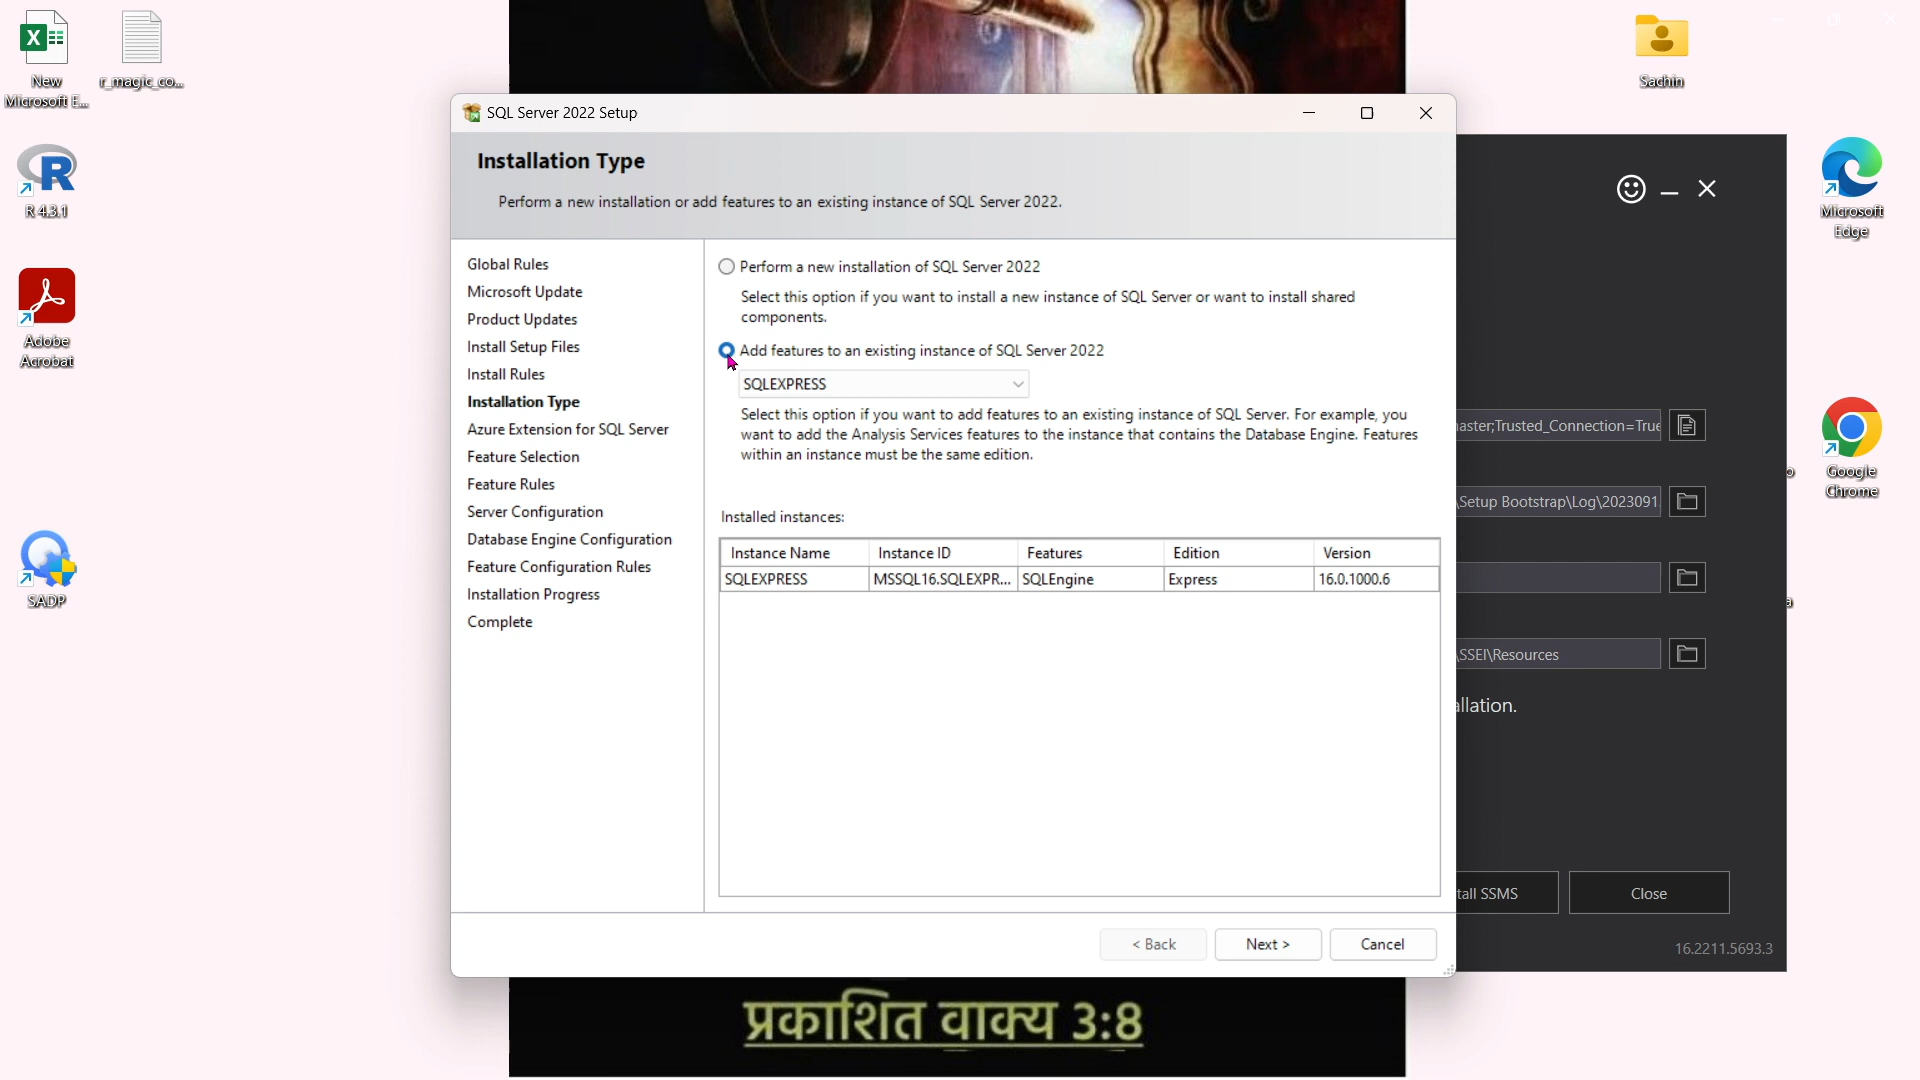 New
Microsoft E...
r_magic_co...
R 4.3.1
Adobe
Acrobat
SADP
Sachin
Microsoft
Edge
Google
Chrome
SQL Server 2022 Setup
Installation Type
Perform a new installation or add features to an existing instance of SQL Server 2022.
Global Rules
Microsoft Update
Product Updates
Install Setup Files
Install Rules
Installation Type
Azure Extension for SQL Server
Feature Selection
Feature Rules
Server Configuration
Database Engine Configuration
Feature Configuration Rules
Installation Progress
Complete
Perform a new installation of SQL Server 2022
Select this option if you want to install a new instance of SQL Server or want to install shared
components.
Add features to an existing instance of SQL Server 2022
SQLEXPRESS
Select this option if you want to add features to an existing instance of SQL Server. For example, you
want to add the Analysis Services features to the instance that contains the Database Engine. Features
within an instance must be the same edition.
Installed instances:
Instance Name Instance ID Features Edition Version
SQLEXPRESS MSSQL16.SQLEXPR... SQLEngine Express 16.0.1000.6
< Back Next > Cancel
aster;Trusted_Connection=True
\Setup Bootstrap\Log\2023091
\SSEI\Resources
allation.
tall SSMS
Close
16.2211.5693.3
प्रकाशित वाक्य 3:8